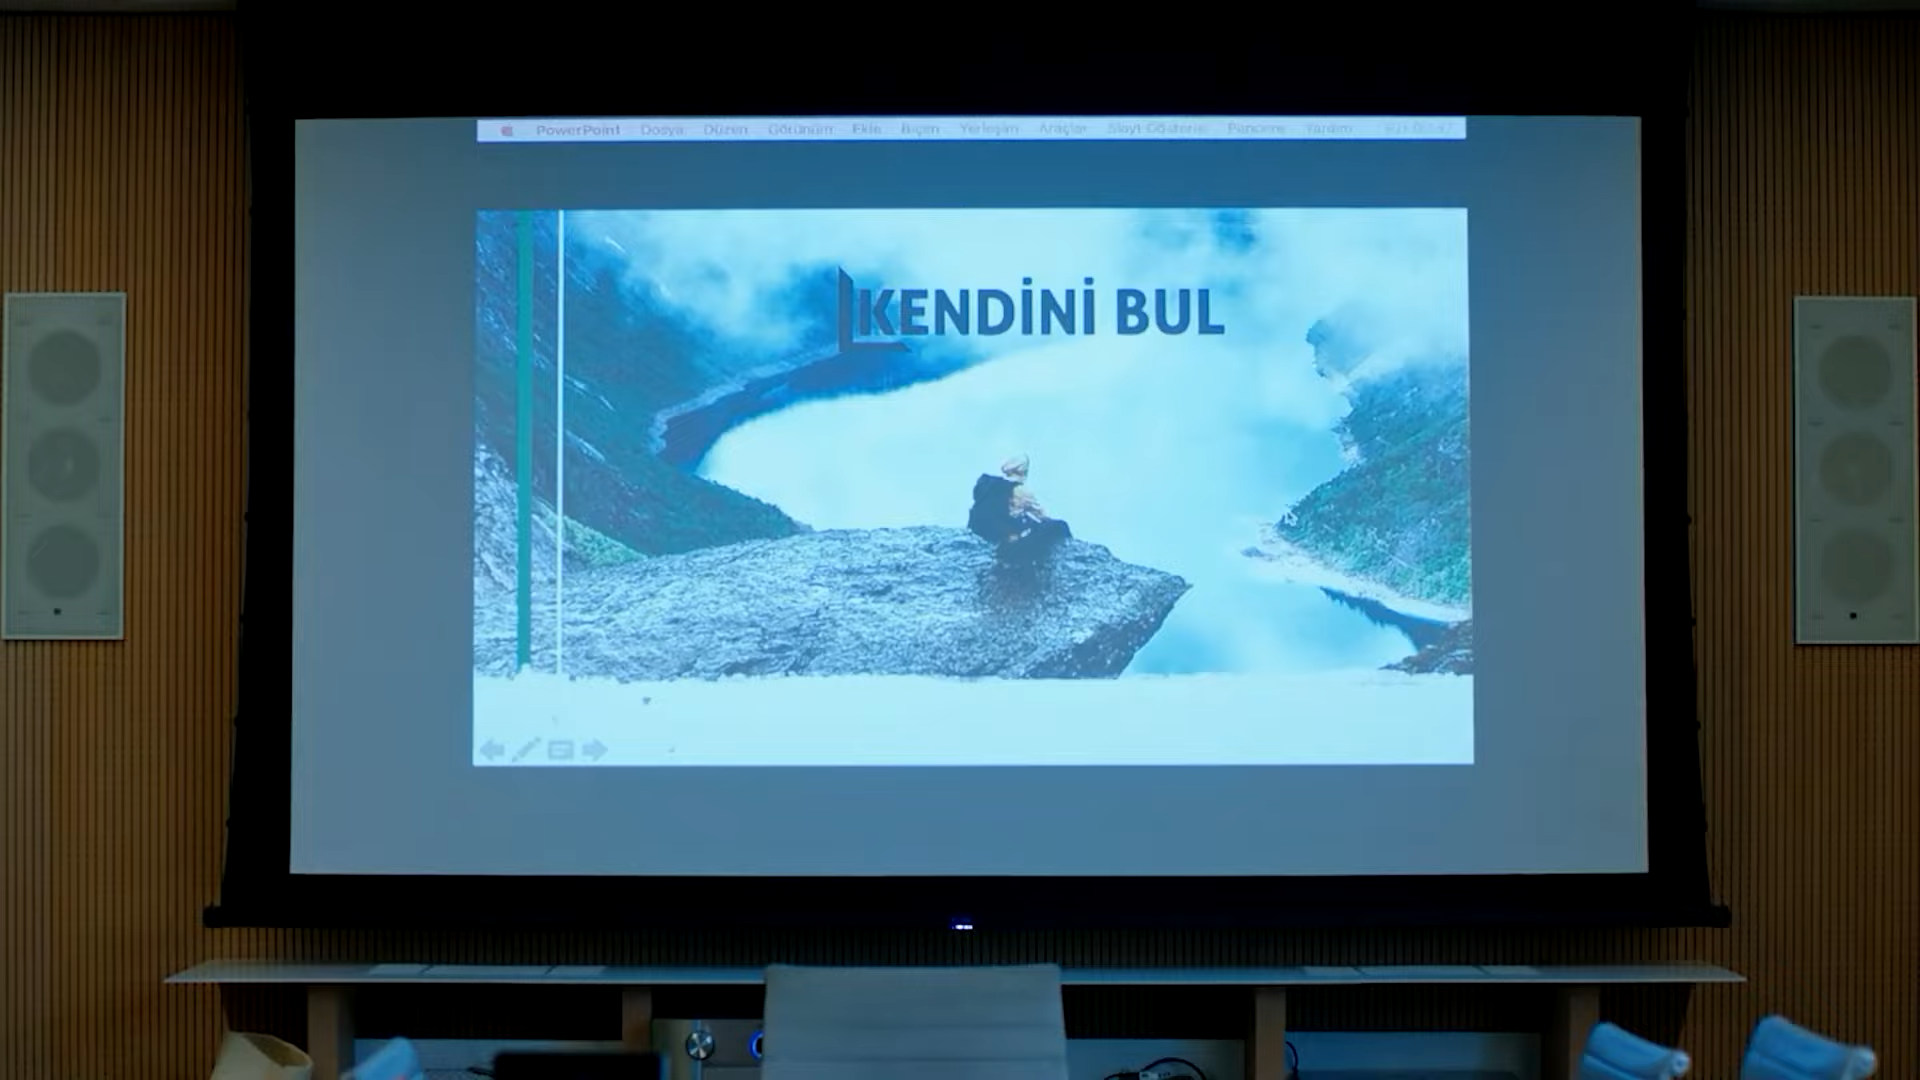 PowerPoint Dosya Düzen Görünüm Ekle Biçim Yerleşim Araçlar Slayt Gösterisi Pencere Yardım
KENDİNİ BUL